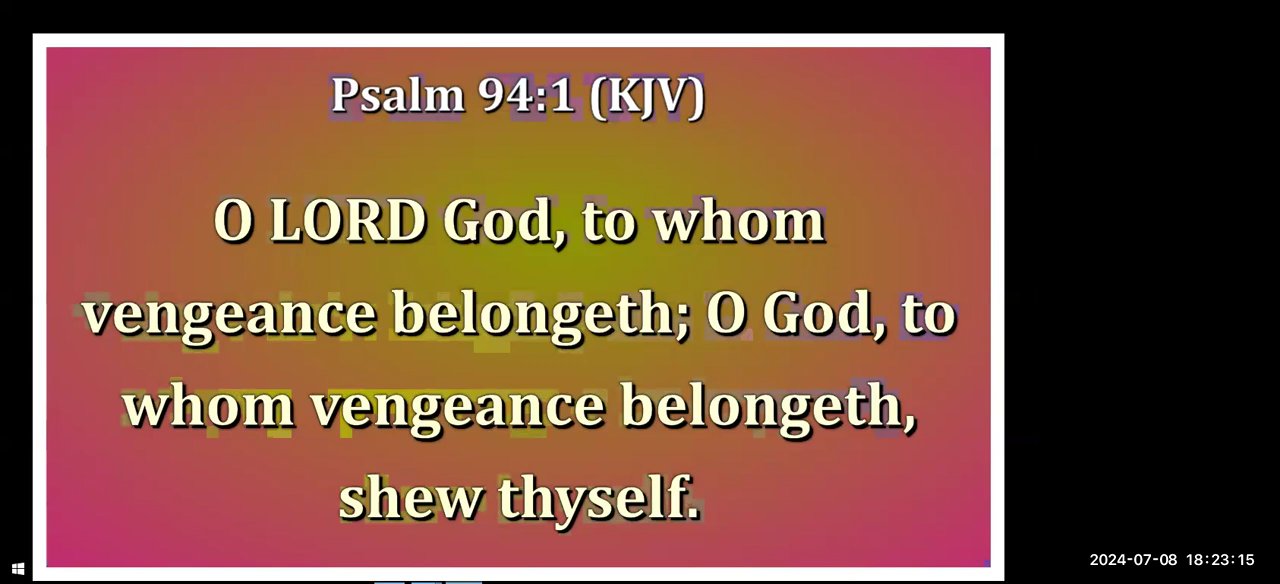 Psalm 94:1 (KJV)
O LORD God, to whom
vengeance belongeth; O God, to
whom vengeance belongeth,
shew thyself.
2024-07-08 18:23:15